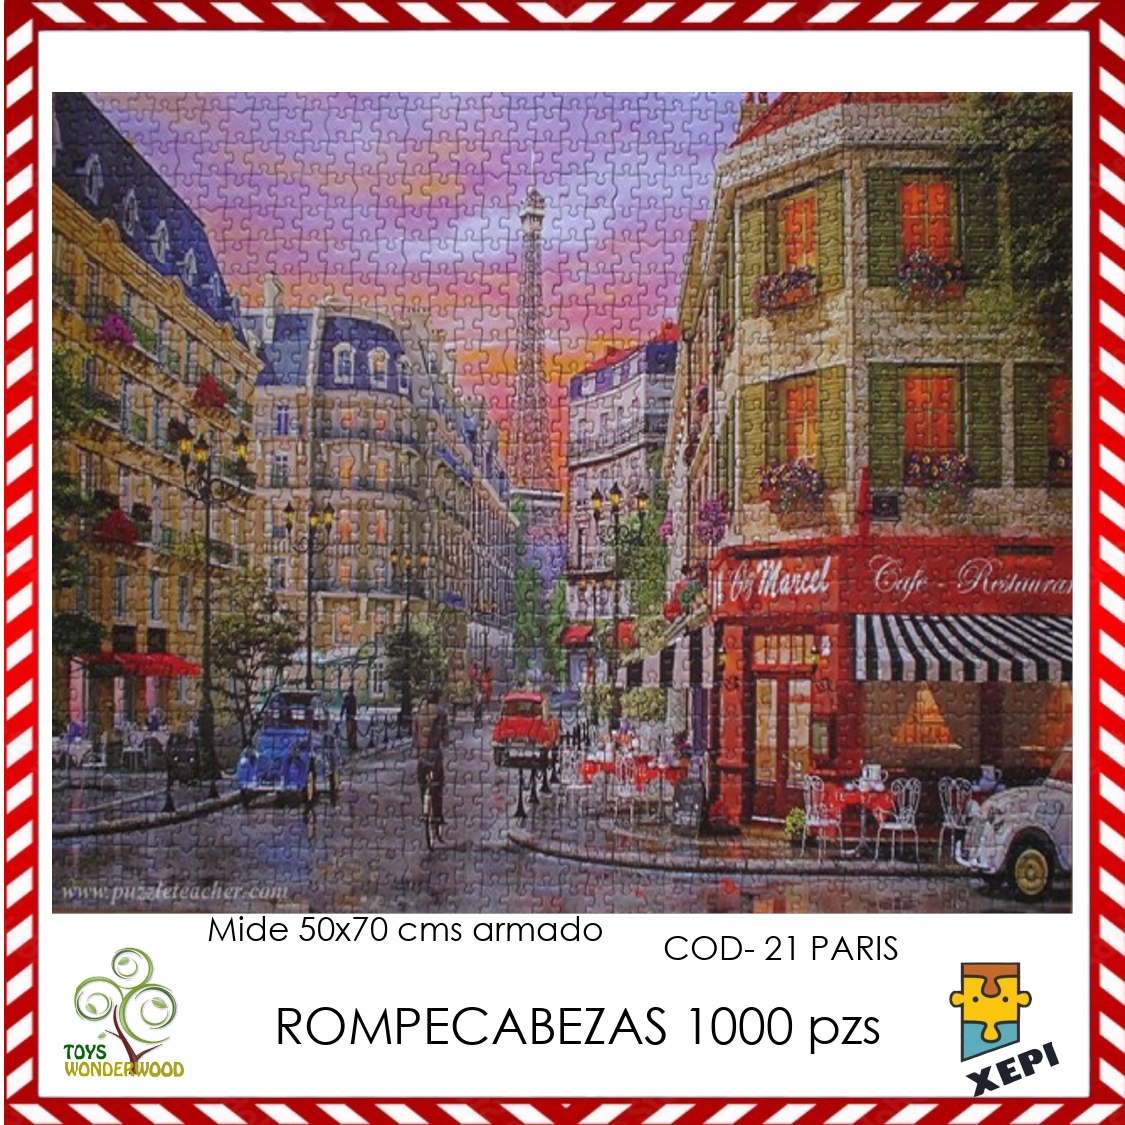 Chez Marcel
Café - Restaurant
www.puzzleteacher.com
Mide 50x70 cms armado
COD- 21 PARIS
ROMPECABEZAS 1000 pzs
TOYS
WONDERWOOD
XEPI